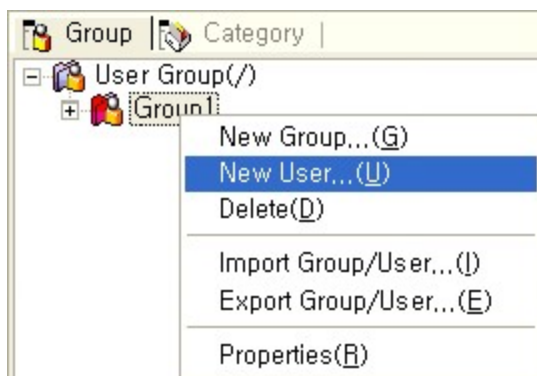 Group Category
User Group(/)
Group1
New Group...(G)
New User...(U)
Delete(D)
Import Group/User...(I)
Export Group/User...(E)
Properties(R)